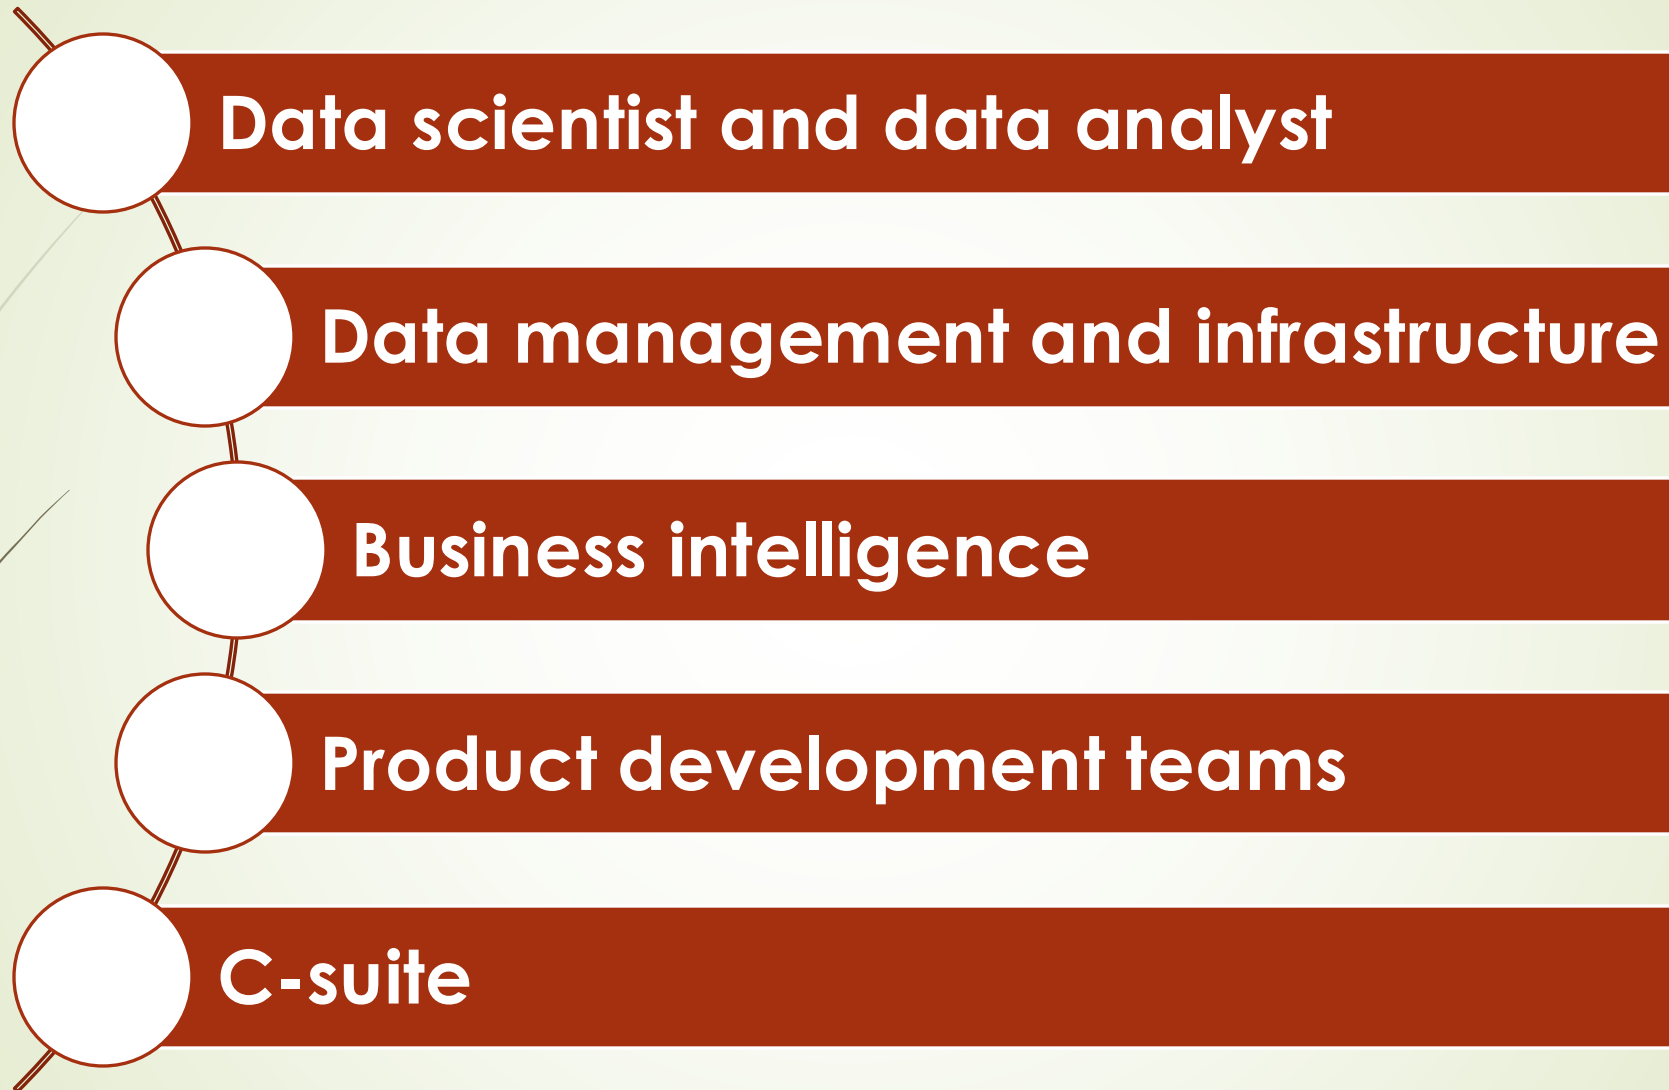 Data scientist and data analyst
Data management and infrastructure
Business intelligence
Product development teams
C-suite